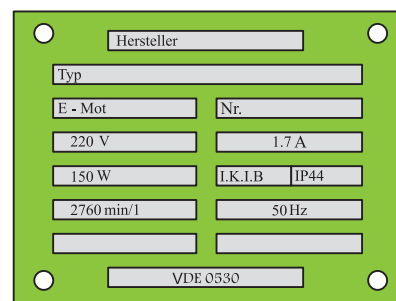 Hersteller
Typ
E - Mot Nr.
220 V 1.7 A
150 W I.K.I.B IP44
2760 min/1 50 Hz
VDE 0530